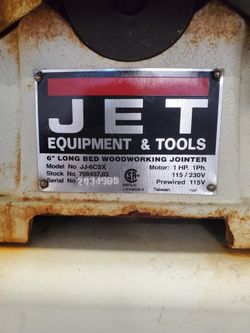 JET
EQUIPMENT & TOOLS
6" LONG BED WOODWORKING JOINTER
Model No JJ-6CSX Motor: 1 HP. 1Ph.
Stock No 708457JG 115 / 230V
Serial No Prewired 115V
Taiwan